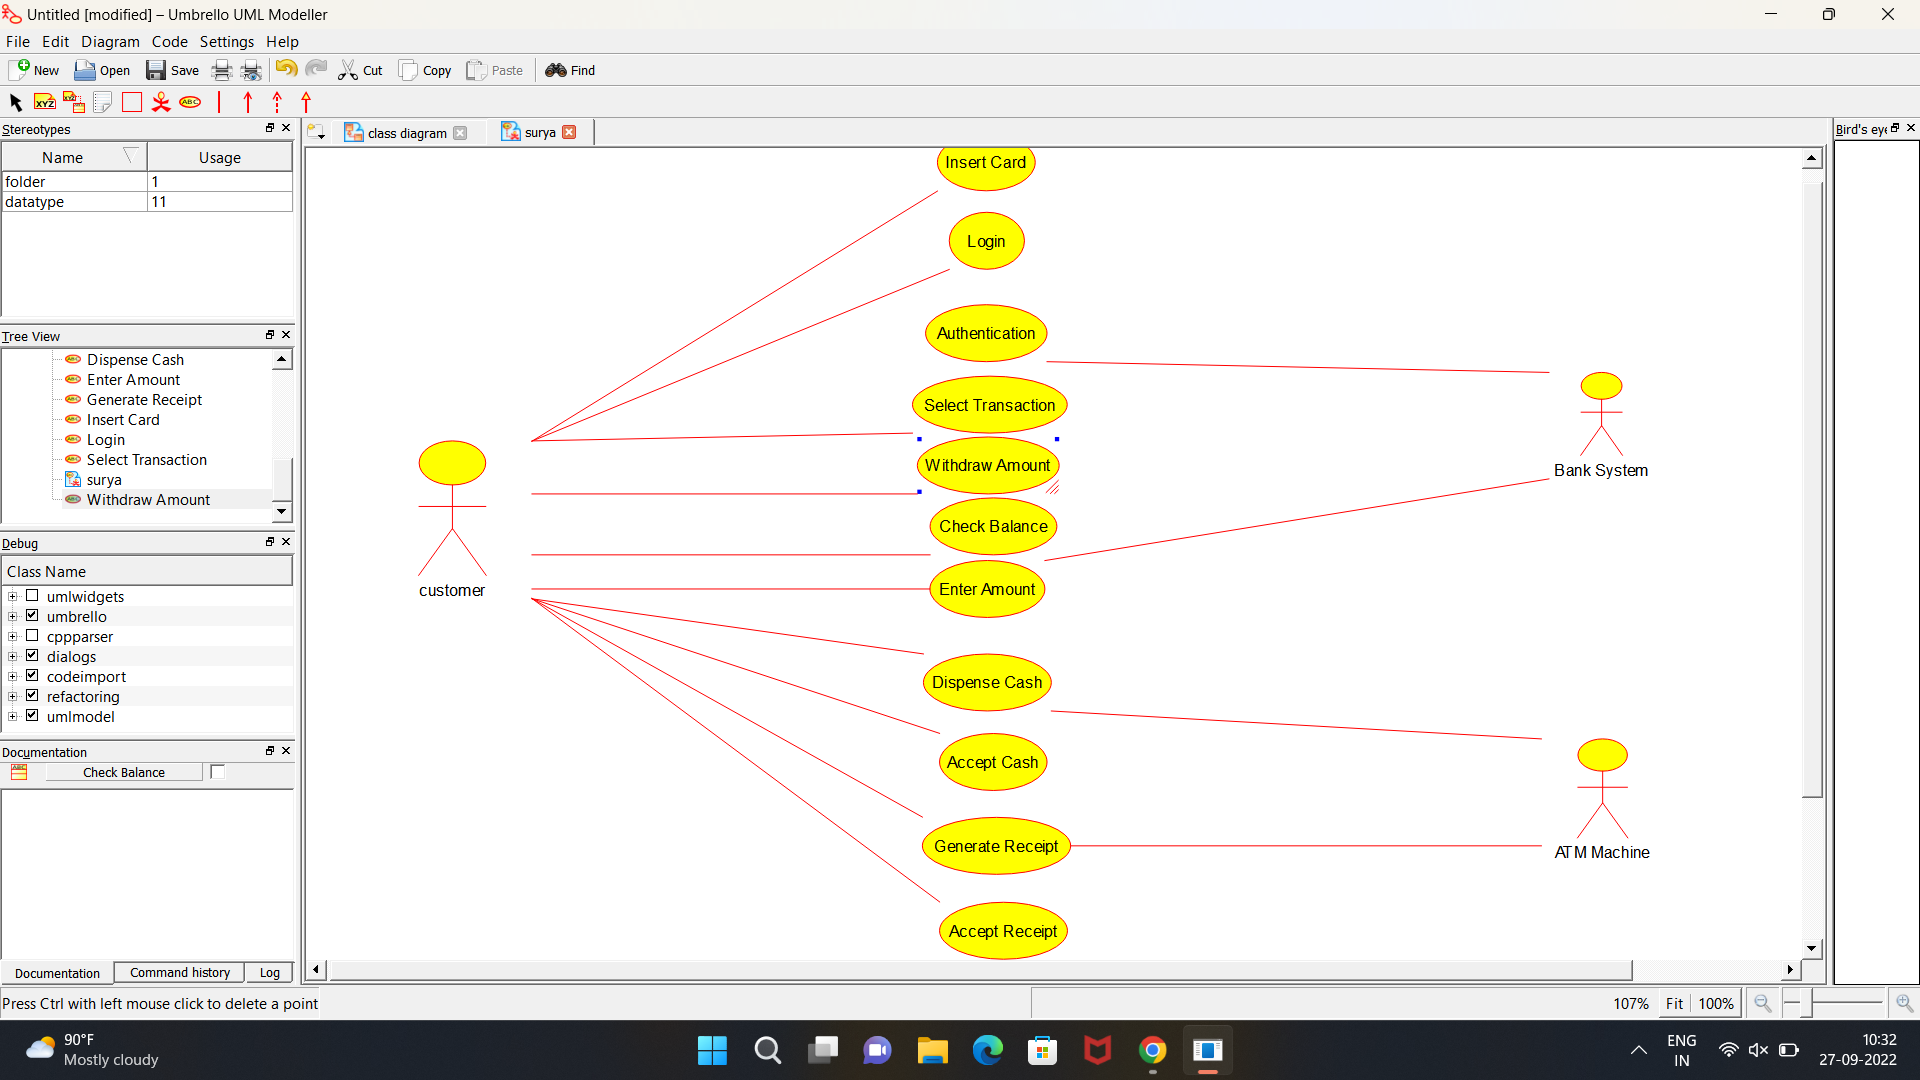 Untitled [modified] – Umbrello UML Modeller
File Edit Diagram Code Settings Help
New Open Save Cut Copy Paste Find
XYZ XYZ ABC
Stereotypes
Name Usage
folder 1
datatype 11
Tree View
Dispense Cash
Enter Amount
Generate Receipt
Insert Card
Login
Select Transaction
surya
Withdraw Amount
Debug
Class Name
umlwidgets
umbrello
cppparser
dialogs
codeimport
refactoring
umlmodel
Documentation
Check Balance
Documentation Command history Log
class diagram surya
Insert Card
Login
Authentication
Select Transaction
Withdraw Amount
Check Balance
Enter Amount
Dispense Cash
Accept Cash
Generate Receipt
Accept Receipt
customer
Bank System
ATM Machine
Bird's eye
Press Ctrl with left mouse click to delete a point
107% Fit 100%
90°F
Mostly cloudy
ENG
IN
10:32
27-09-2022